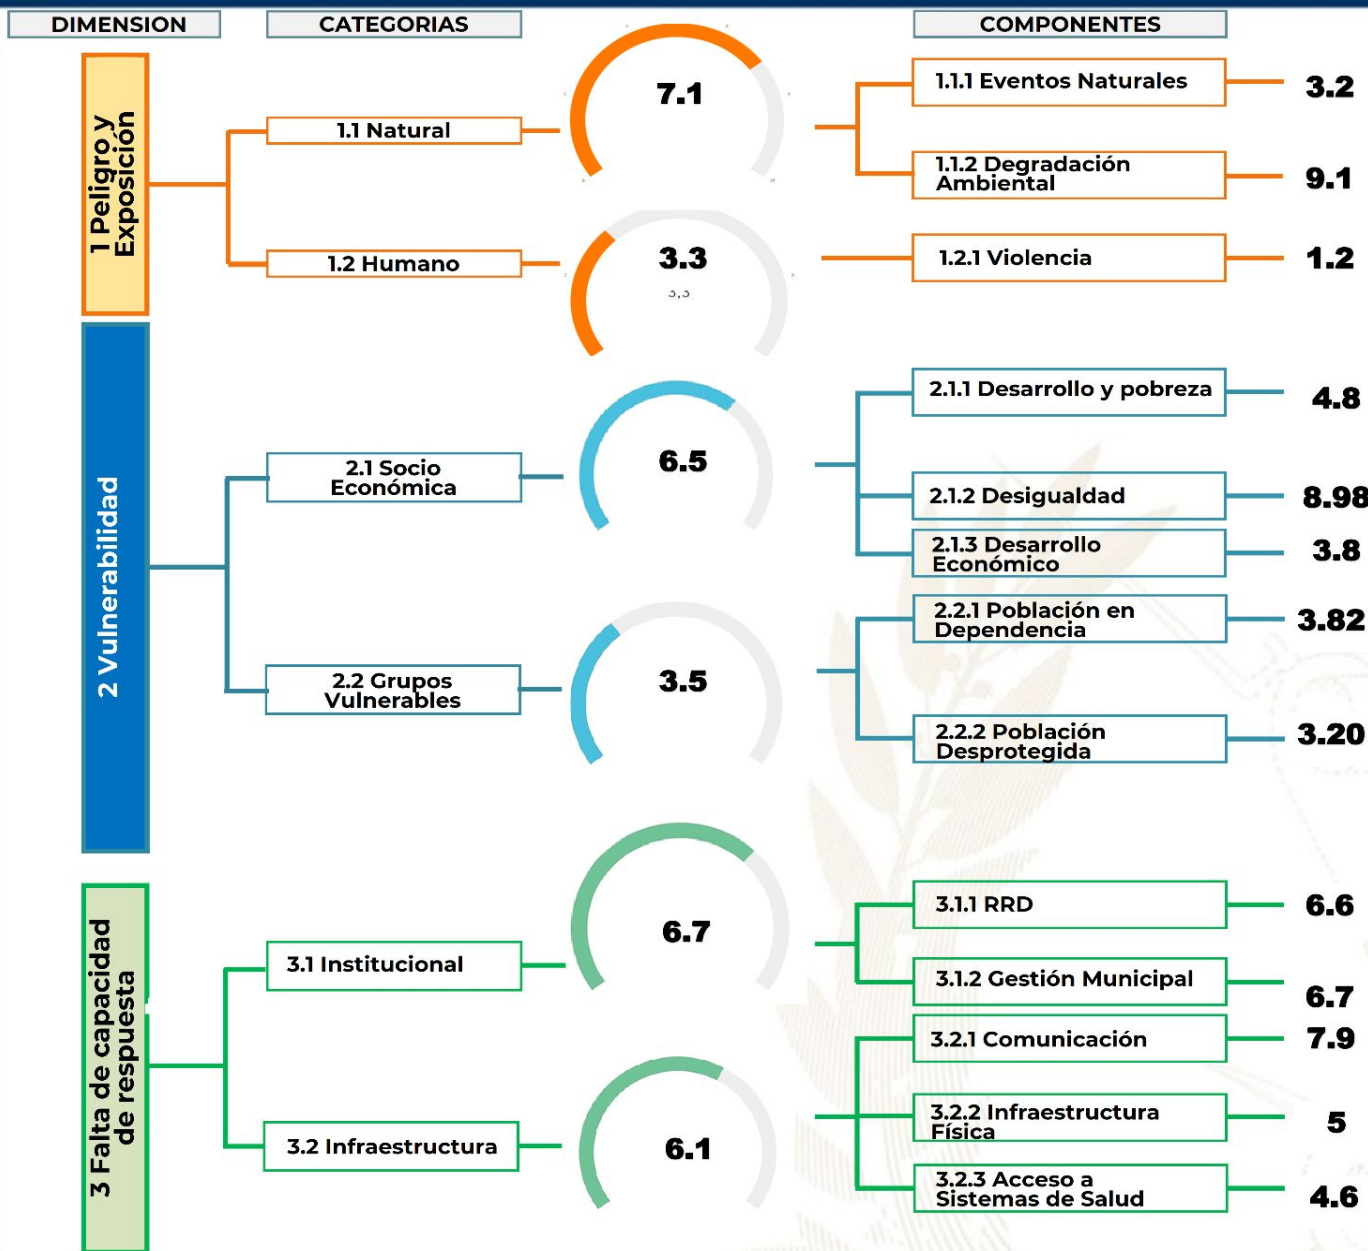 DIMENSION
CATEGORIAS
COMPONENTES
1 Peligro y
Exposición
1.1 Natural
7.1
1.1.1 Eventos Naturales
3.2
1.1.2 Degradación
Ambiental
9.1
1.2 Humano
3.3
3,3
1.2.1 Violencia
1.2
2 Vulnerabilidad
2.1 Socio
Económica
6.5
2.1.1 Desarrollo y pobreza
4.8
2.1.2 Desigualdad
8.98
2.1.3 Desarrollo
Económico
3.8
2.2 Grupos
Vulnerables
3.5
2.2.1 Población en
Dependencia
3.82
2.2.2 Población
Desprotegida
3.20
3 Falta de capacidad
de respuesta
3.1 Institucional
6.7
3.1.1 RRD
6.6
3.1.2 Gestión Municipal
6.7
3.2 Infraestructura
6.1
3.2.1 Comunicación
7.9
3.2.2 Infraestructura
Física
5
3.2.3 Acceso a
Sistemas de Salud
4.6